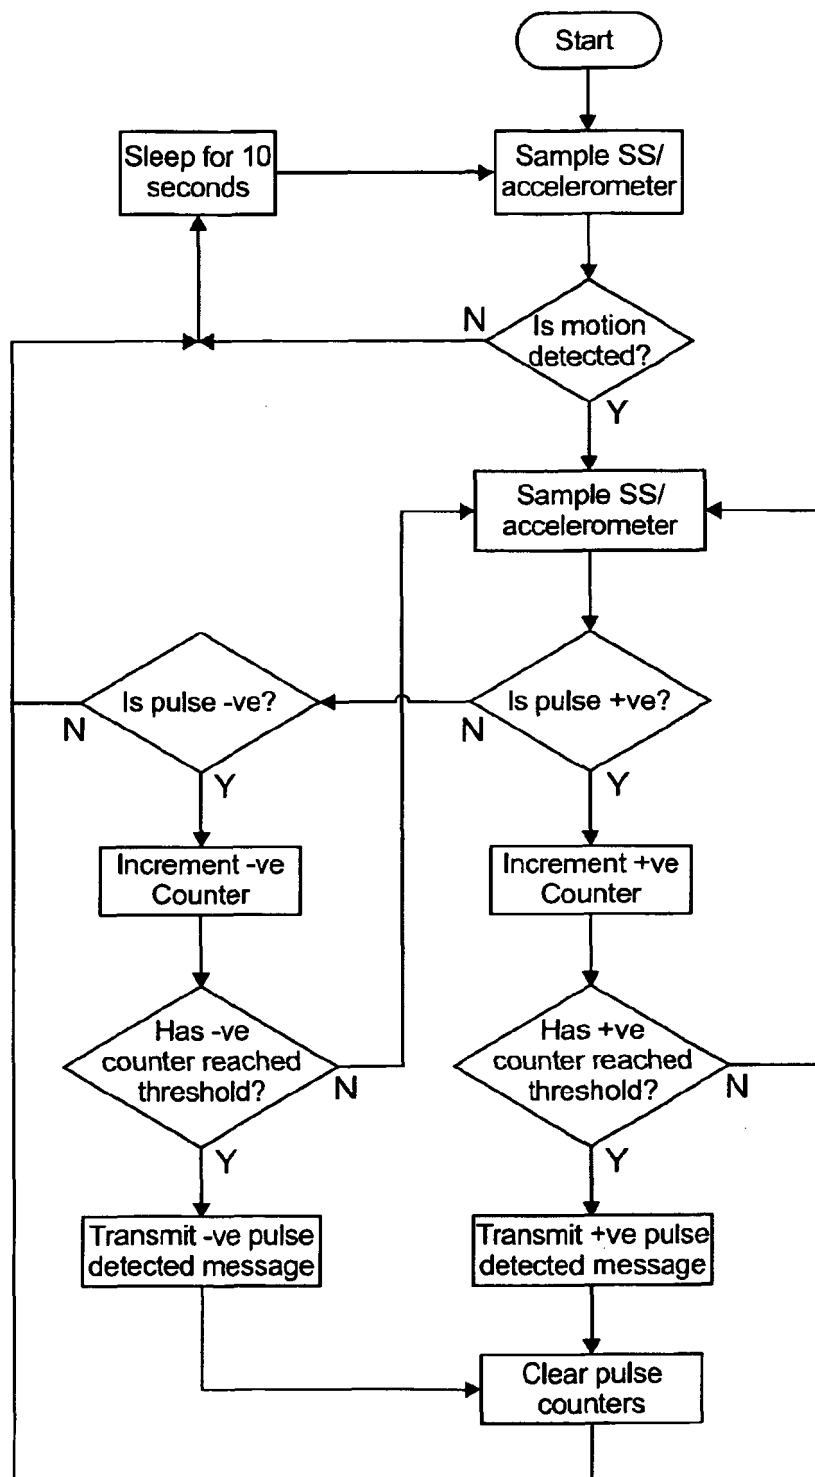 Start
Sleep for 10
seconds
Sample SS/
accelerometer
N
Is motion
detected?
Y
Sample SS/
accelerometer
Is pulse -ve?
N
Y
Is pulse +ve?
N
Y
Increment -ve
Counter
Increment +ve
Counter
Has -ve
counter reached
threshold?
N
Y
Has +ve
counter reached
threshold?
N
Y
Transmit -ve pulse
detected message
Transmit +ve pulse
detected message
Clear pulse
counters